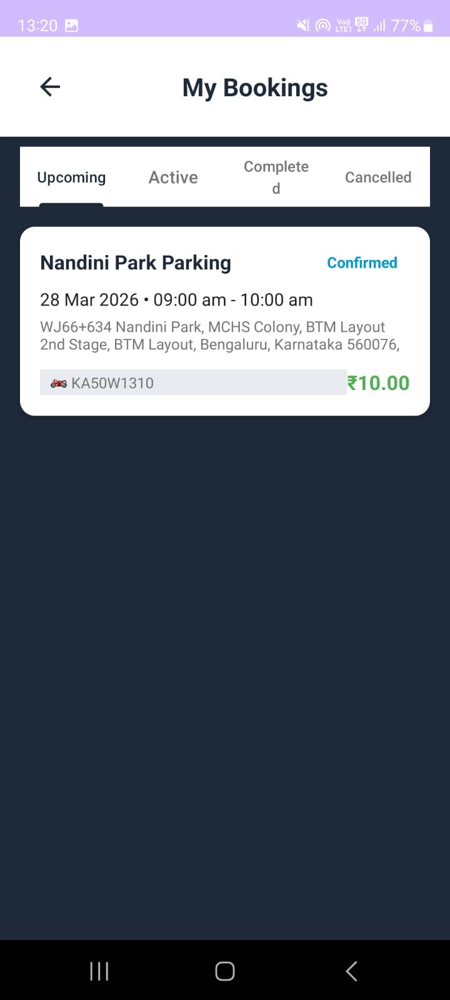 13:20
Vo)) LTE1 5G 77%
My Bookings
Upcoming
Active
Complete
d
Cancelled
Nandini Park Parking
Confirmed
28 Mar 2026 • 09:00 am - 10:00 am
WJ66+634 Nandini Park, MCHS Colony, BTM Layout
2nd Stage, BTM Layout, Bengaluru, Karnataka 560076,
KA50W1310
₹10.00